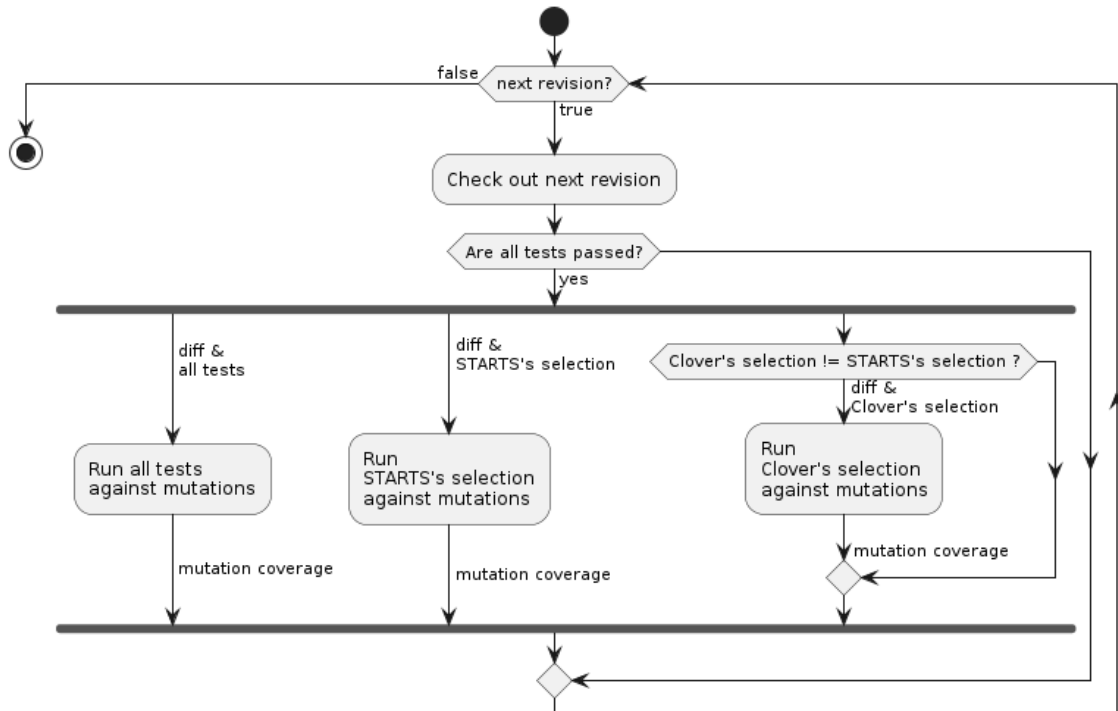 false
next revision?
true
Check out next revision
Are all tests passed?
yes
diff &
all tests
diff &
STARTS's selection
Clover's selection != STARTS's selection ?
diff &
Clover's selection
Run all tests
against mutations
Run
STARTS's selection
against mutations
Run
Clover's selection
against mutations
mutation coverage
mutation coverage
mutation coverage